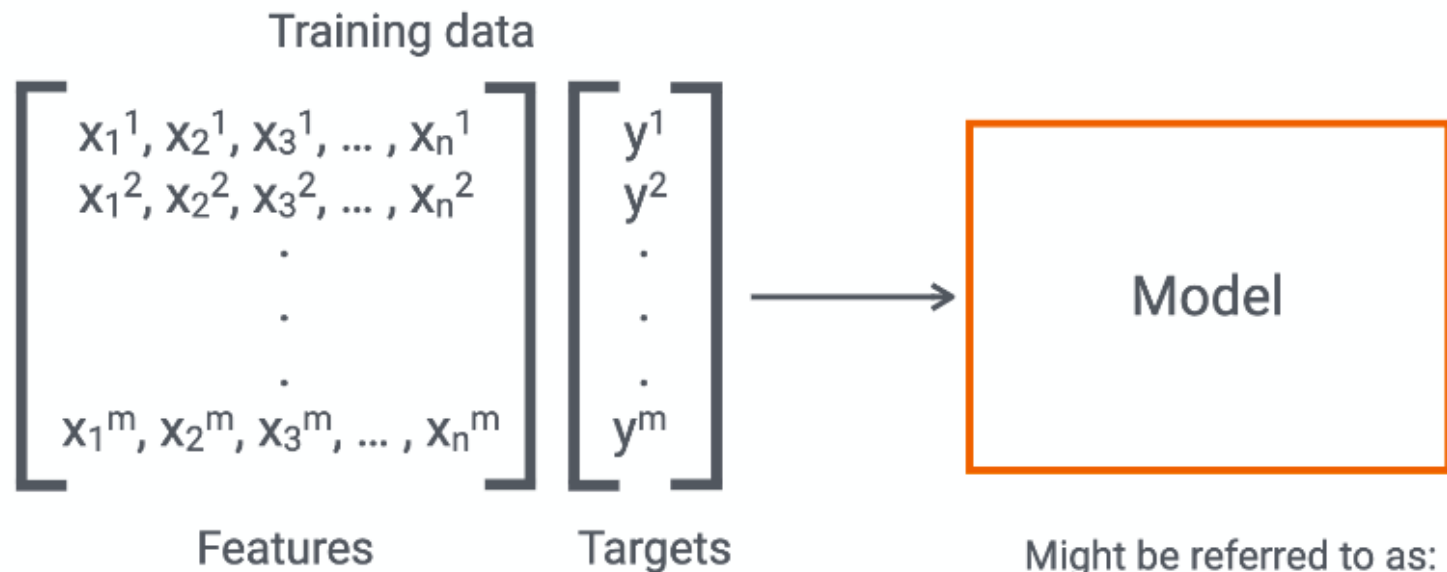 Training data
x₁¹, x₂¹, x₃¹, ... , xₙ¹
x₁², x₂², x₃², ... , xₙ²
.
.
.
x₁ᵐ, x₂ᵐ, x₃ᵐ, ... , xₙᵐ
y¹
y²
.
.
.
yᵐ
Model
Features
Targets
Might be referred to as: